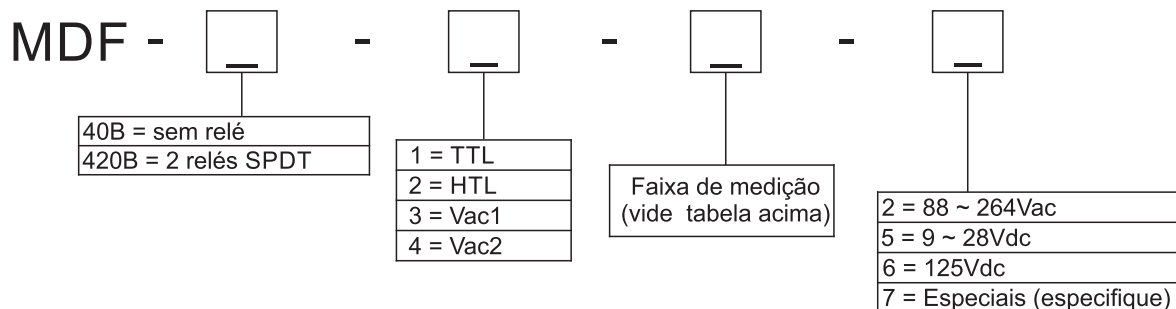 MDF - _ - _ - _ - _
40B = sem relé
420B = 2 relés SPDT
1 = TTL
2 = HTL
3 = Vac1
4 = Vac2
Faixa de medição
(vide tabela acima)
2 = 88 ~ 264Vac
5 = 9 ~ 28Vdc
6 = 125Vdc
7 = Especiais (especifique)